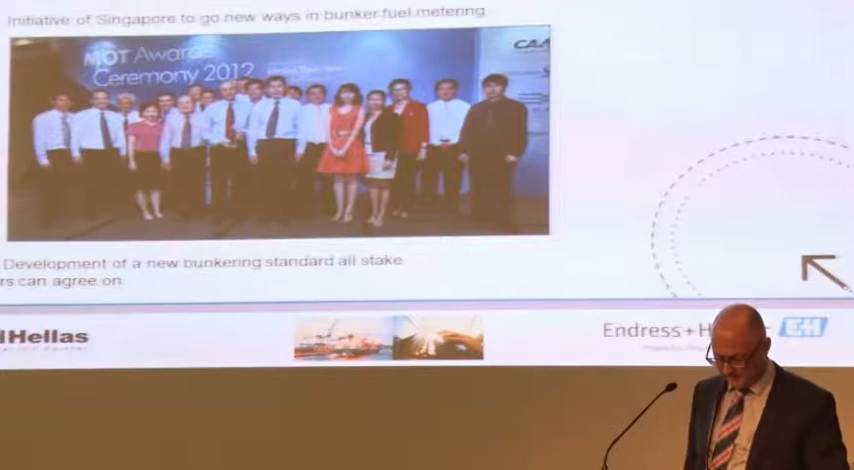 Initiative of Singapore to go new ways in bunker fuel metering
MOT Awards
Ceremony 2012
CAA
Development of a new bunkering standard all stake
rs can agree on
Hellas
Endress+H
EH